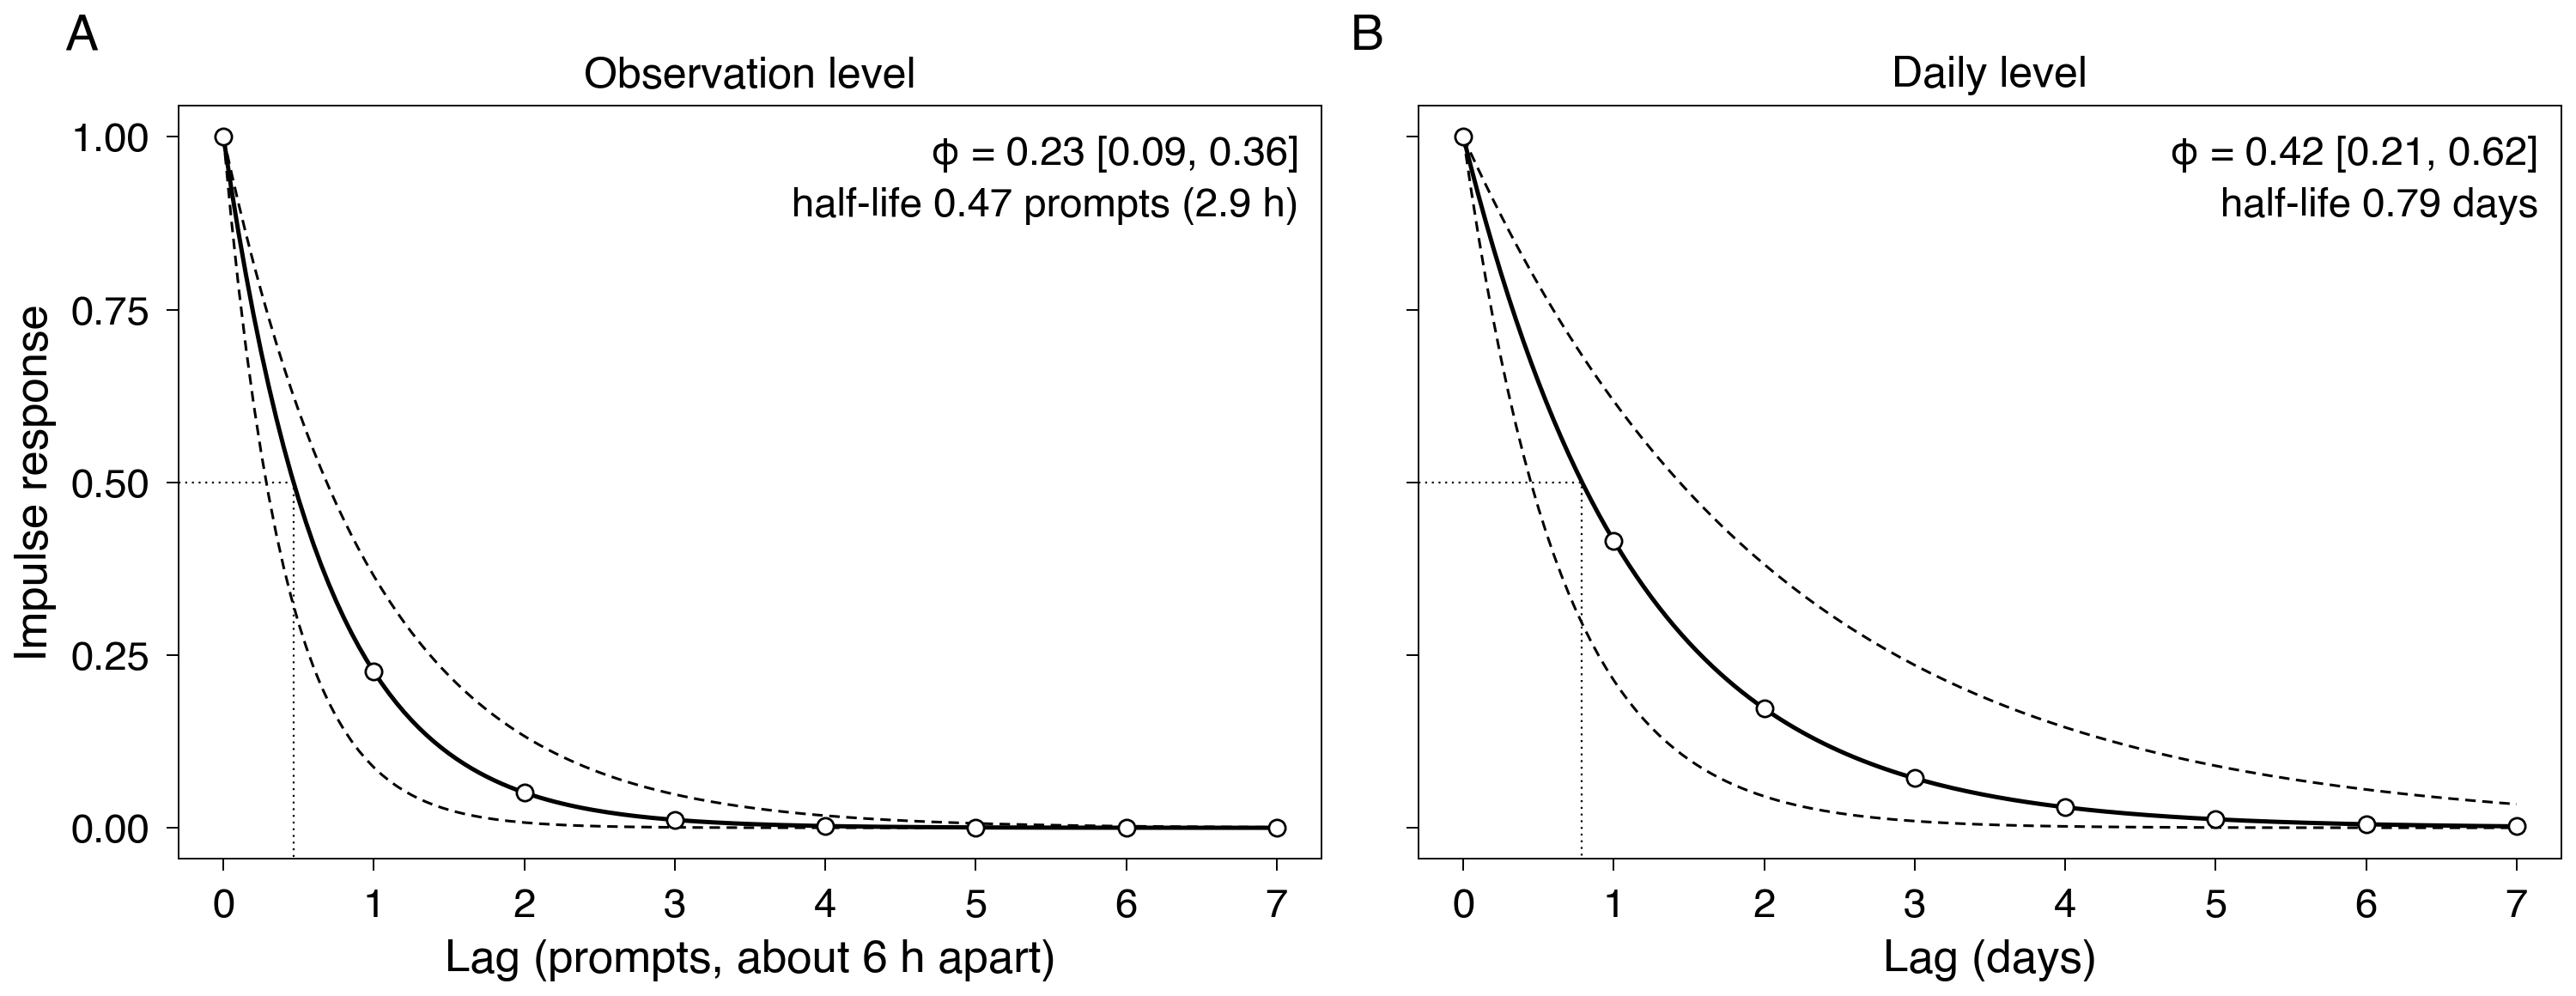 A
Observation level
ϕ = 0.23 [0.09, 0.36]
half-life 0.47 prompts (2.9 h)
Impulse response
1.00
0.75
0.50
0.25
0.00
0 1 2 3 4 5 6 7
Lag (prompts, about 6 h apart)
B
Daily level
ϕ = 0.42 [0.21, 0.62]
half-life 0.79 days
0 1 2 3 4 5 6 7
Lag (days)